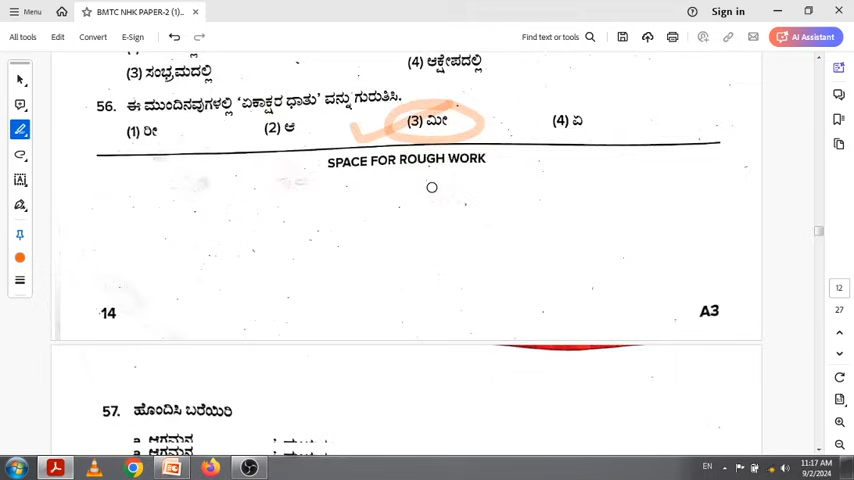 Menu
BMTC NHK PAPER-2 (1)...
Sign in
All tools
Edit
Convert
E-Sign
Find text or tools
AI Assistant
(3) ಸಂಭ್ರಮದಲ್ಲಿ
(4) ಆಕ್ಷೇಪದಲ್ಲಿ
56. ಈ ಮುಂದಿನವುಗಳಲ್ಲಿ ‘ಏಕಾಕ್ಷರ ಧಾತು’ ವನ್ನು ಗುರುತಿಸಿ.
(1) ರೀ
(2) ಆ
(3) ಮೀ
(4) ಏ
SPACE FOR ROUGH WORK
14
A3
57. ಹೊಂದಿಸಿ ಬರೆಯಿರಿ
12
27
EN
11:17 AM
9/2/2024